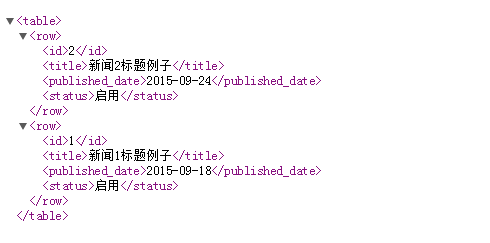 <table>
<row>
<id>2</id>
<title>新闻2标题例子</title>
<published_date>2015-09-24</published_date>
<status>启用</status>
</row>
<row>
<id>1</id>
<title>新闻1标题例子</title>
<published_date>2015-09-18</published_date>
<status>启用</status>
</row>
</table>